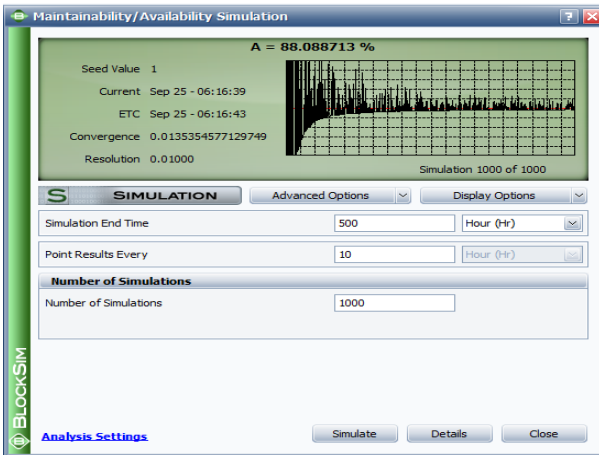 Maintainability/Availability Simulation
A = 88.088713 %
Seed Value 1
Current Sep 25 - 06:16:39
ETC Sep 25 - 06:16:43
Convergence 0.0135354577129749
Resolution 0.01000
Simulation 1000 of 1000
S SIMULATION Advanced Options Display Options
Simulation End Time 500 Hour (Hr)
Point Results Every 10 Hour (Hr)
Number of Simulations
Number of Simulations 1000
BLOCKSIM
Analysis Settings Simulate Details Close